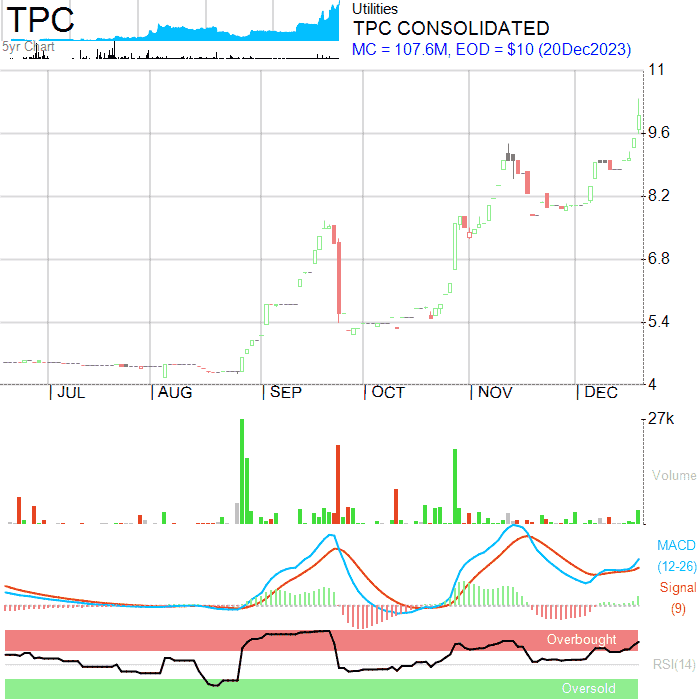 TPC
5yr Chart
Utilities
TPC CONSOLIDATED
MC = 107.6M, EOD = $10 (20Dec2023)
11
9.6
8.2
6.8
5.4
4
| JUL | AUG | SEP | OCT | NOV | DEC
27k
Volume
MACD
(12-26)
Signal
(9)
Overbought
RSI(14)
Oversold